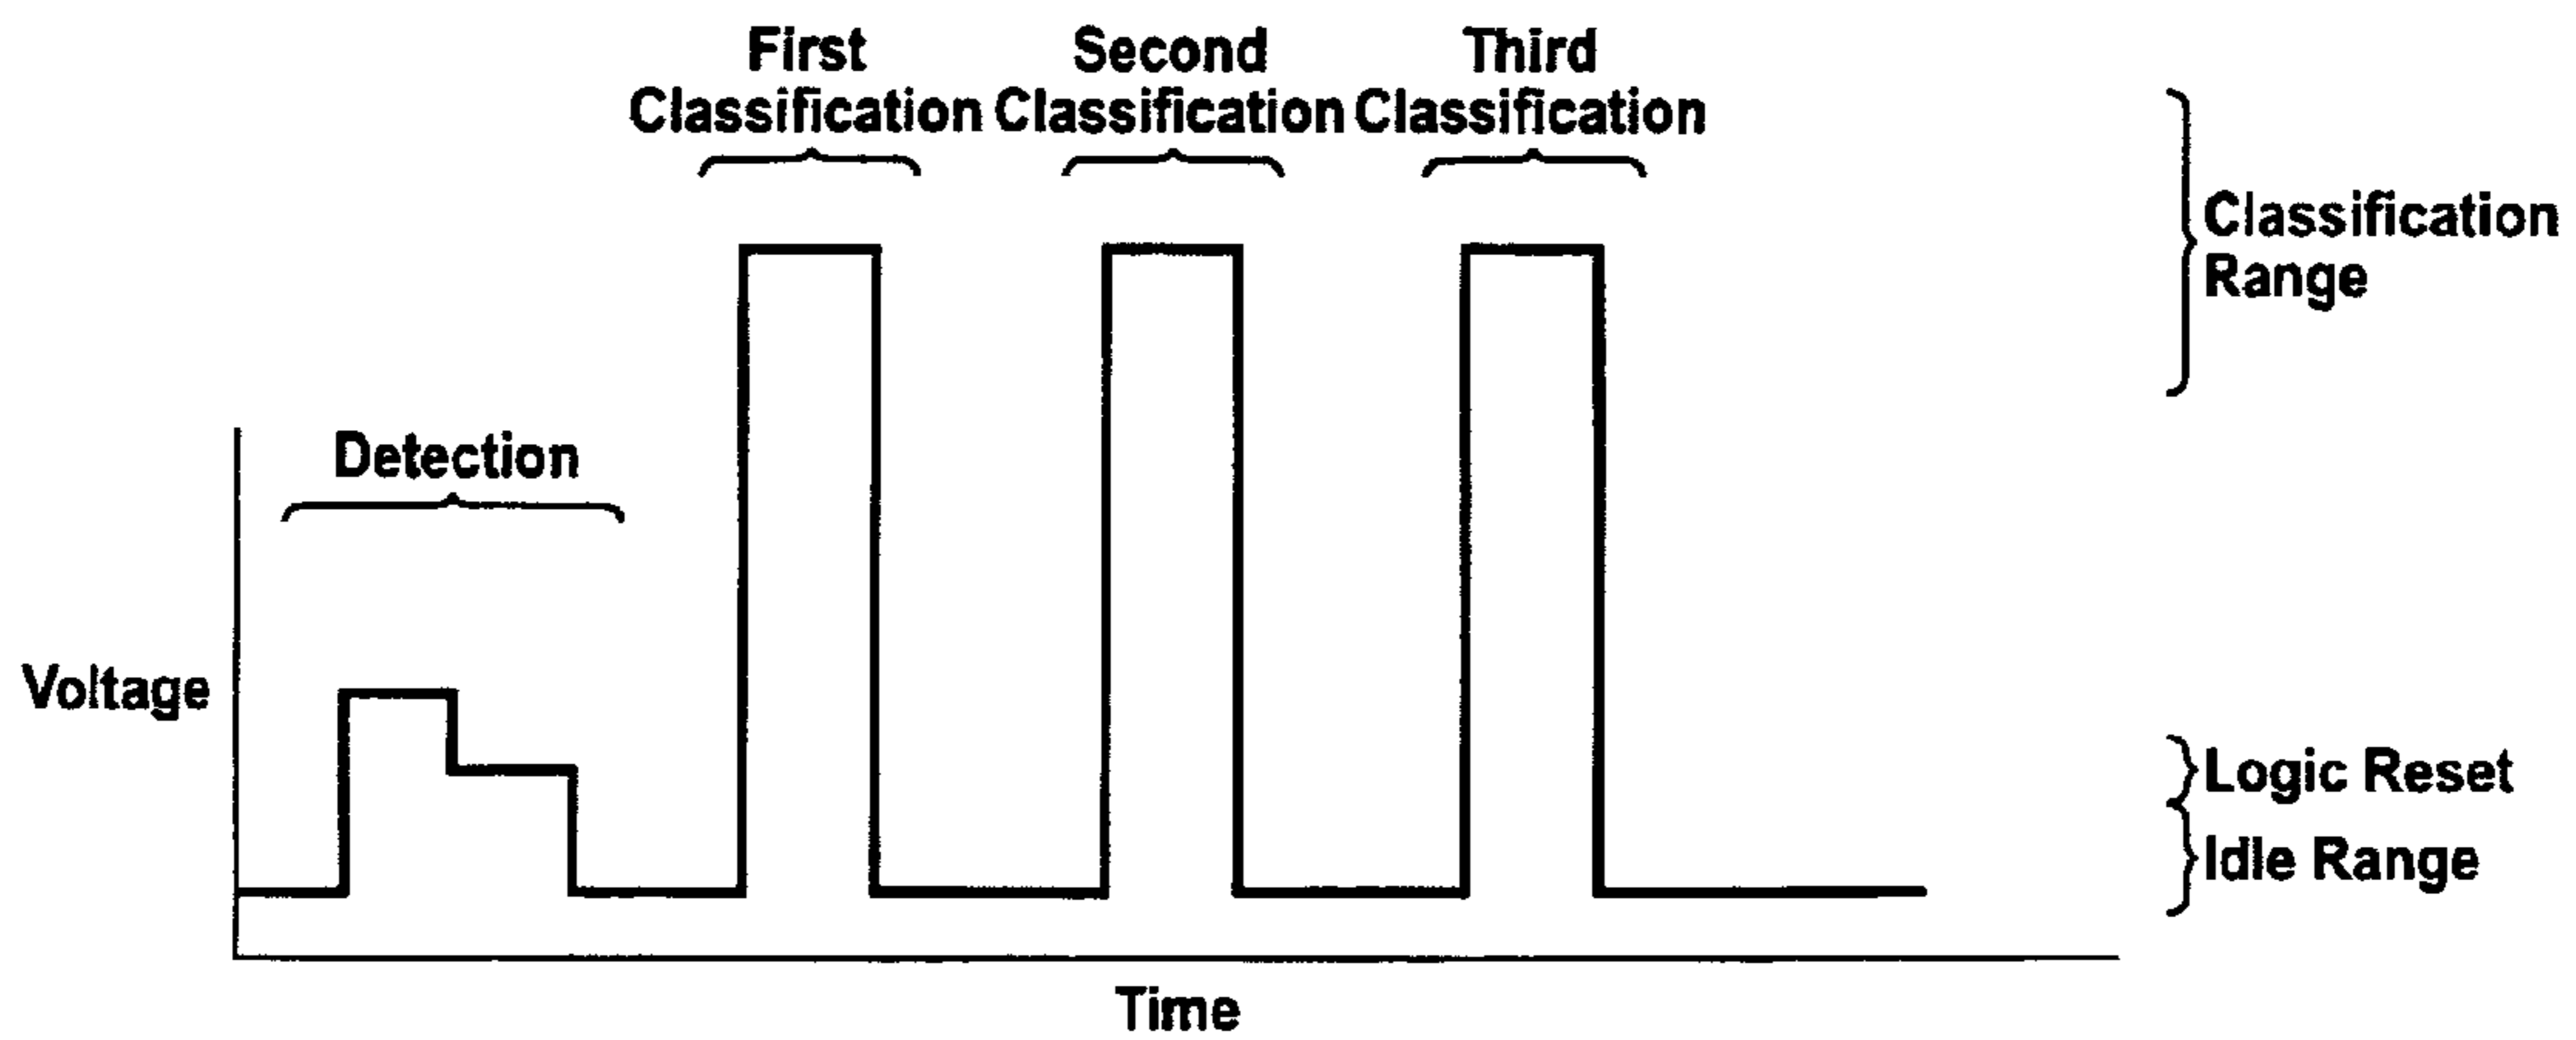 First
Classification
Second
Classification
Third
Classification
Classification
Range
Detection
Voltage
Logic Reset
Idle Range
Time